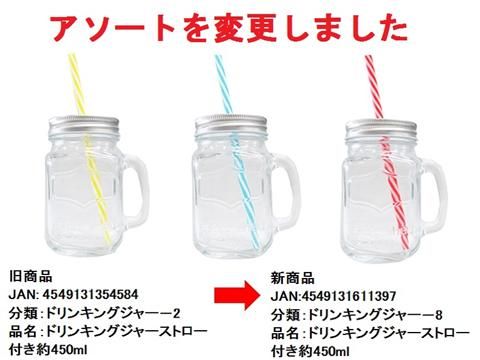 アソートを変更しました
旧商品
JAN: 4549131354584
分類：ドリンキングジャー－2
品名：ドリンキングジャーストロー
付き約450ml
新商品
JAN:4549131611397
分類：ドリンキングジャー－8
品名：ドリンキングジャーストロー
付き約450ml